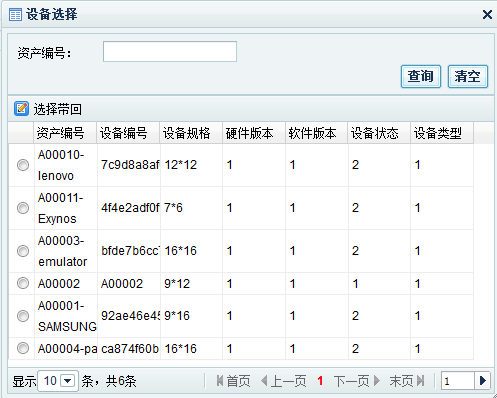 设备选择
资产编号：
查询 清空
选择带回
资产编号 设备编号 设备规格 硬件版本 软件版本 设备状态 设备类型
A00010-
lenovo 7c9d8a8af 12*12 1 1 2 1
A00011-
Exynos 4f4e2adf0f 7*6 1 1 2 1
A00003-
emulator bfde7b6cc7 16*16 1 1 2 1
A00002 A00002 9*12 1 1 1 1
A00001-
SAMSUNG 92ae46e45 9*16 1 1 2 1
A00004-pa ca874f60b 16*16 1 1 2 1
显示 10 条，共6条 首页 上一页 1 下一页 末页 1